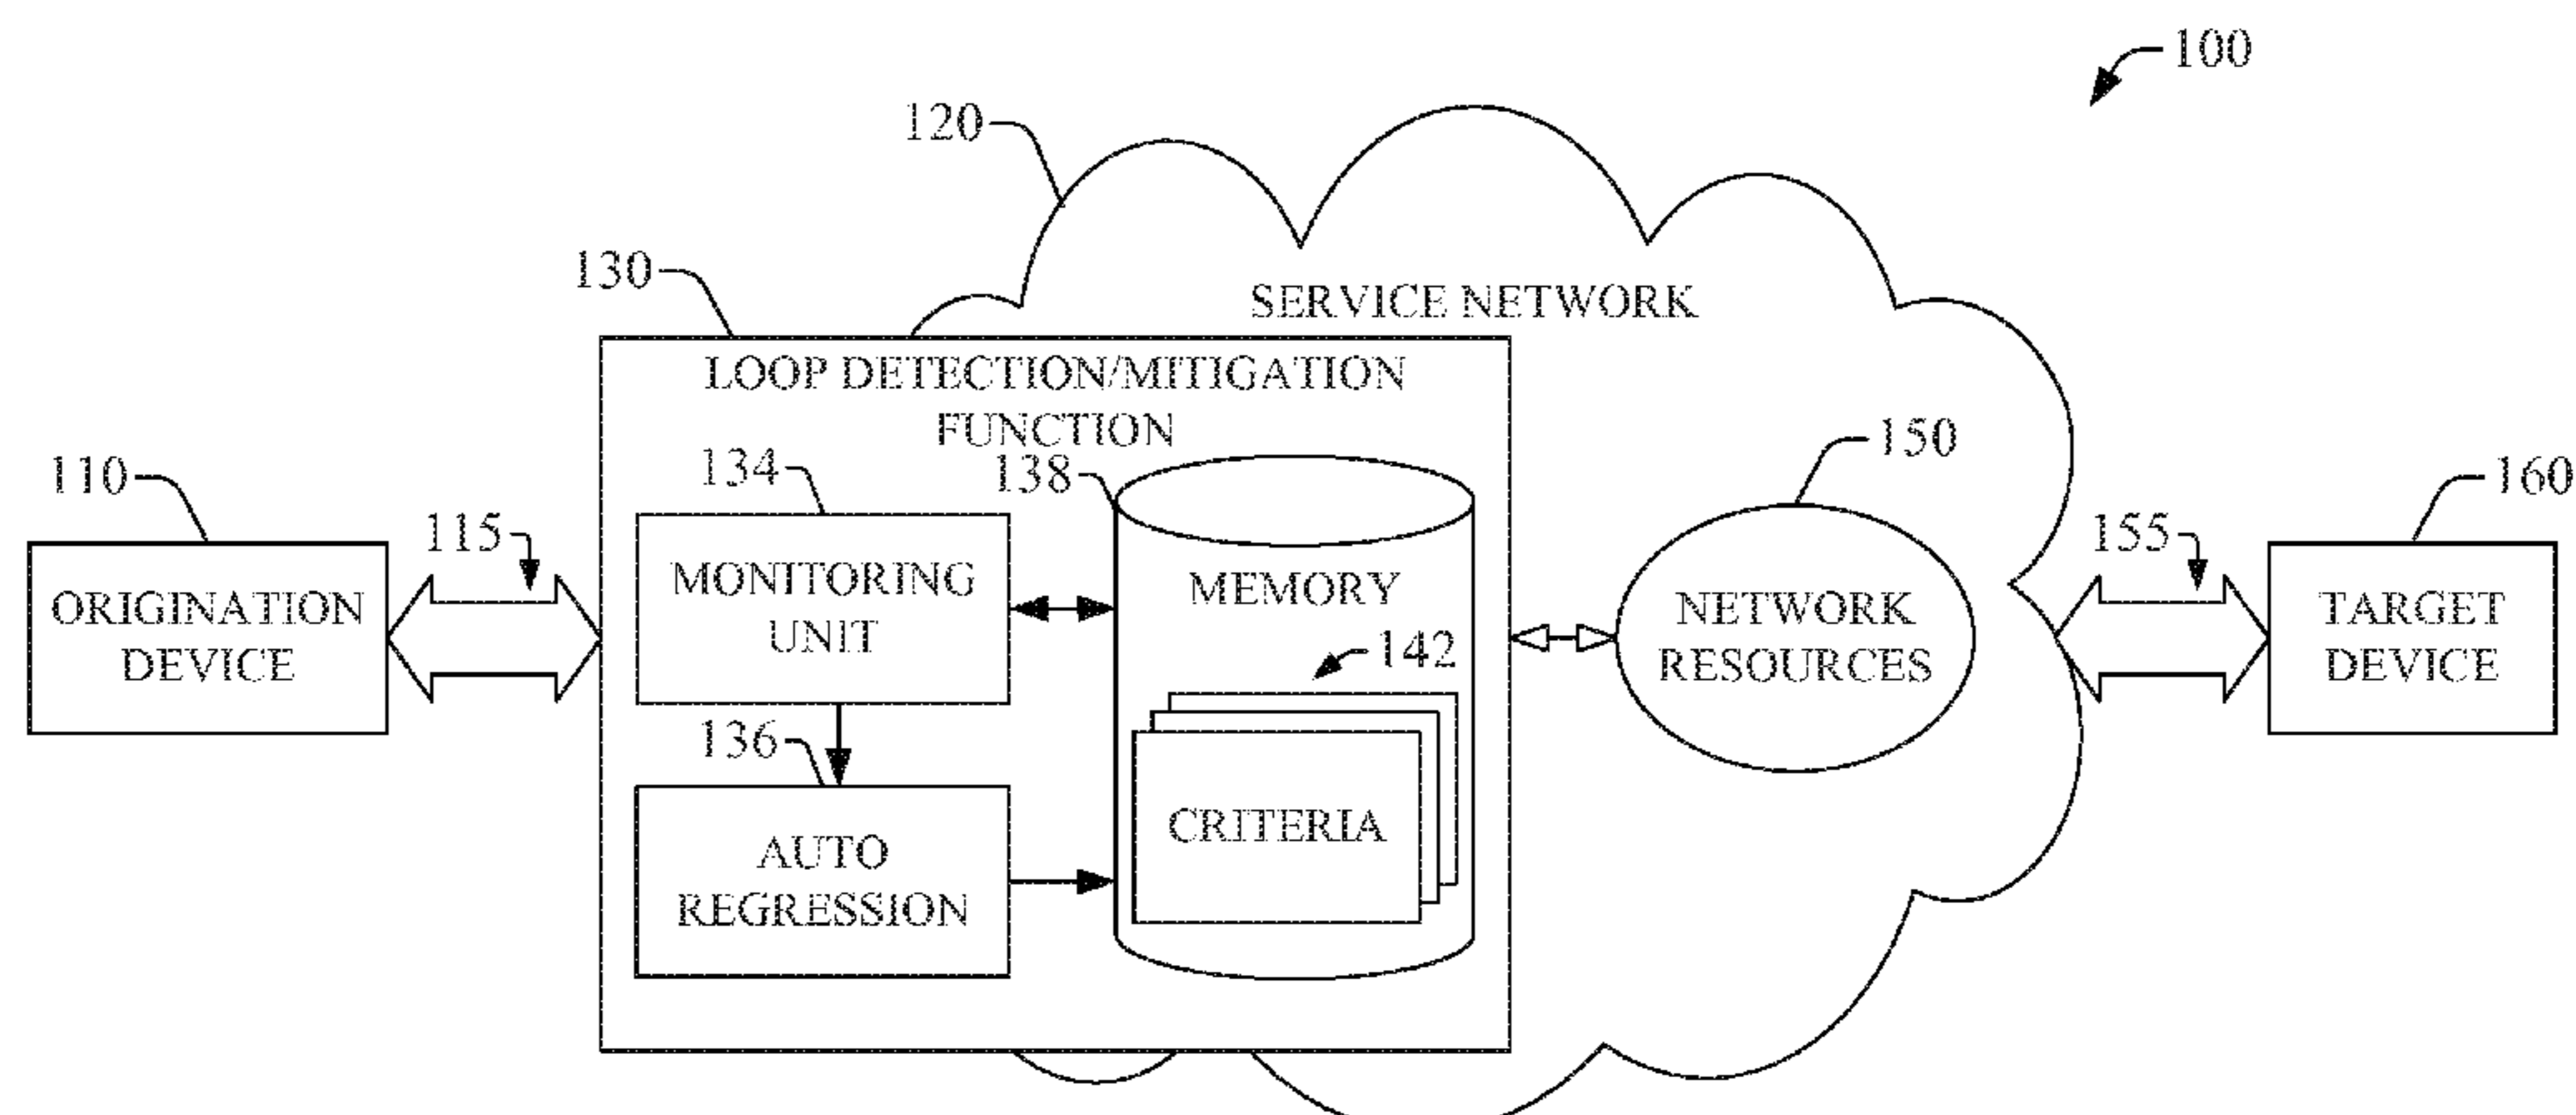 100
120
130
SERVICE NETWORK
LOOP DETECTION/MITIGATION
FUNCTION
110
115
134
138
150
155
160
ORIGINATION
DEVICE
MONITORING
UNIT
MEMORY
142
NETWORK
RESOURCES
TARGET
DEVICE
136
AUTO
REGRESSION
CRITERIA